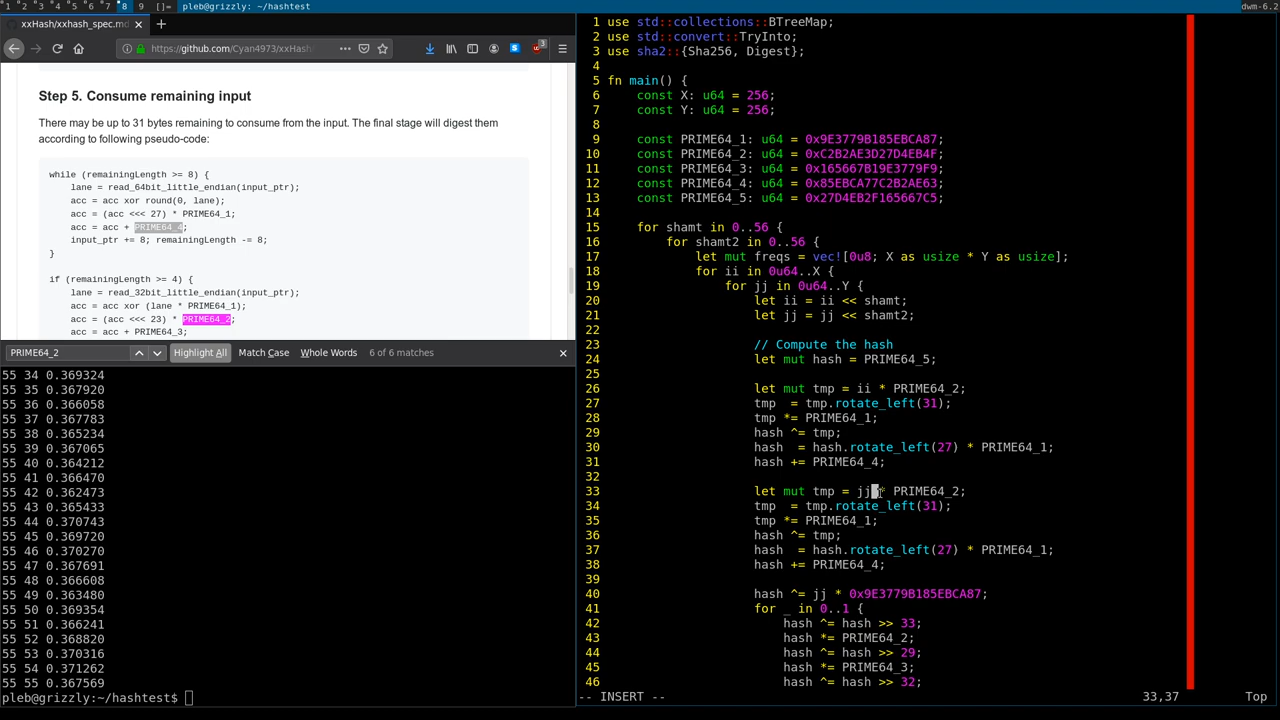 1 2 3 4 5 6 7 8 9 []= pleb@grizzly: ~/hashtest dwm-6.2
xxHash/xxhash_spec.md
https://github.com/Cyan4973/xxHash
Step 5. Consume remaining input
There may be up to 31 bytes remaining to consume from the input. The final stage will digest them
according to following pseudo-code:
while (remainingLength >= 8) {
    lane = read_64bit_little_endian(input_ptr);
    acc = acc xor round(0, lane);
    acc = (acc <<< 27) * PRIME64_1;
    acc = acc + PRIME64_4;
    input_ptr += 8; remainingLength -= 8;
}
if (remainingLength >= 4) {
    lane = read_32bit_little_endian(input_ptr);
    acc = acc xor (lane * PRIME64_1);
    acc = (acc <<< 23) * PRIME64_2;
    acc = acc + PRIME64_3;
PRIME64_2 Highlight All Match Case Whole Words 6 of 6 matches
55 34 0.369324
55 35 0.367920
55 36 0.366058
55 37 0.367783
55 38 0.365234
55 39 0.367065
55 40 0.364212
55 41 0.366470
55 42 0.362473
55 43 0.365433
55 44 0.370743
55 45 0.369720
55 46 0.370270
55 47 0.367691
55 48 0.366608
55 49 0.363480
55 50 0.369354
55 51 0.366241
55 52 0.368820
55 53 0.370316
55 54 0.371262
55 55 0.367569
pleb@grizzly:~/hashtest$
1 use std::collections::BTreeMap;
2 use std::convert::TryInto;
3 use sha2::{Sha256, Digest};
4
5 fn main() {
6     const X: u64 = 256;
7     const Y: u64 = 256;
8
9     const PRIME64_1: u64 = 0x9E3779B185EBCA87;
10     const PRIME64_2: u64 = 0xC2B2AE3D27D4EB4F;
11     const PRIME64_3: u64 = 0x165667B19E3779F9;
12     const PRIME64_4: u64 = 0x85EBCA77C2B2AE63;
13     const PRIME64_5: u64 = 0x27D4EB2F165667C5;
14
15     for shamt in 0..56 {
16         for shamt2 in 0..56 {
17             let mut freqs = vec![0u8; X as usize * Y as usize];
18             for ii in 0u64..X {
19                 for jj in 0u64..Y {
20                     let ii = ii << shamt;
21                     let jj = jj << shamt2;
22
23                     // Compute the hash
24                     let mut hash = PRIME64_5;
25
26                     let mut tmp = ii * PRIME64_2;
27                     tmp  = tmp.rotate_left(31);
28                     tmp *= PRIME64_1;
29                     hash ^= tmp;
30                     hash  = hash.rotate_left(27) * PRIME64_1;
31                     hash += PRIME64_4;
32
33                     let mut tmp = jj * PRIME64_2;
34                     tmp  = tmp.rotate_left(31);
35                     tmp *= PRIME64_1;
36                     hash ^= tmp;
37                     hash  = hash.rotate_left(27) * PRIME64_1;
38                     hash += PRIME64_4;
39
40                     hash ^= jj * 0x9E3779B185EBCA87;
41                     for _ in 0..1 {
42                         hash ^= hash >> 33;
43                         hash *= PRIME64_2;
44                         hash ^= hash >> 29;
45                         hash *= PRIME64_3;
46                         hash ^= hash >> 32;
-- INSERT -- 33,37 Top